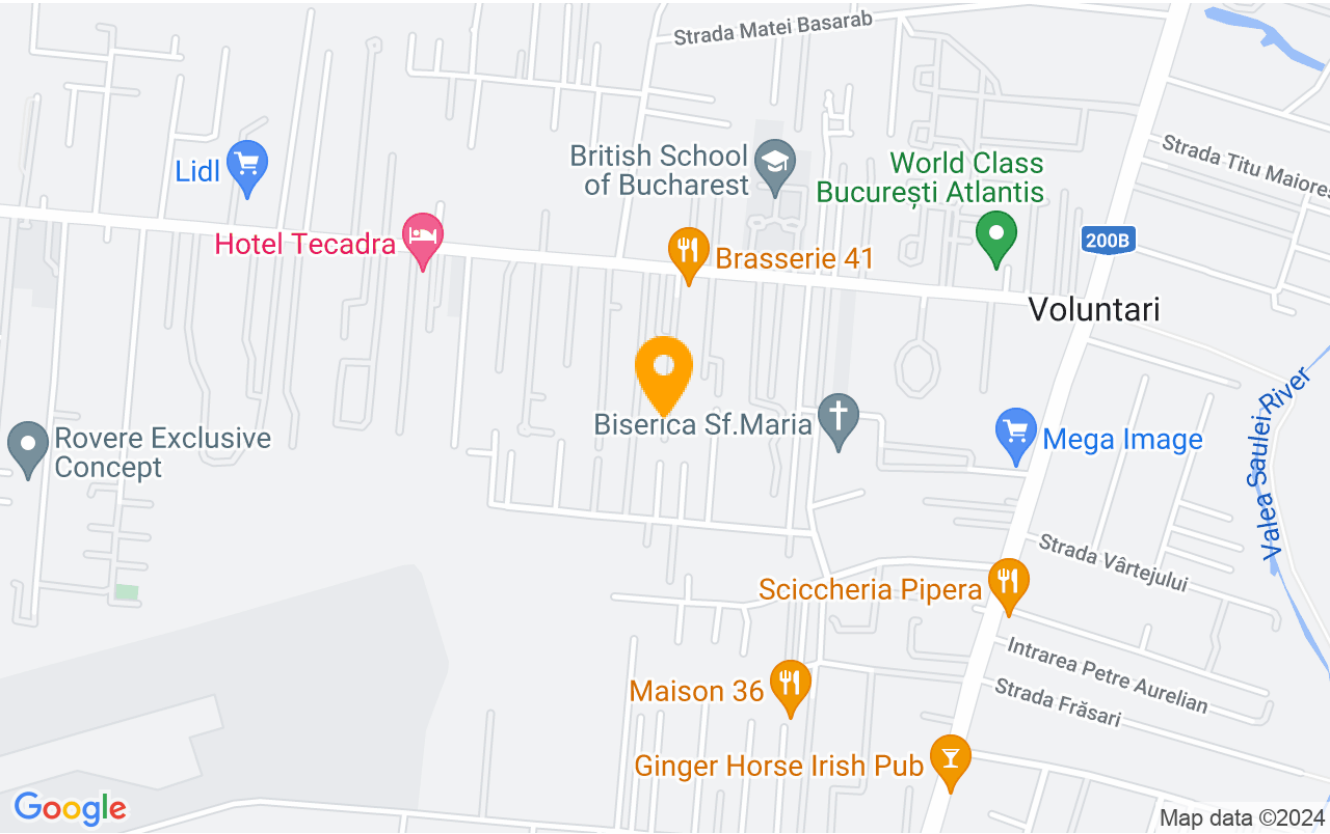 Strada Matei Basarab
British School
of Bucharest
World Class
București Atlantis
Strada Titu Maiores
Lidl
Hotel Tecadra
Brasserie 41
200B
Voluntari
Biserica Sf.Maria
Rovere Exclusive
Concept
Mega Image
Valea Saulei River
Strada Vârtejului
Sciccheria Pipera
Intrarea Petre Aurelian
Strada Frăsari
Maison 36
Ginger Horse Irish Pub
Google
Map data ©2024